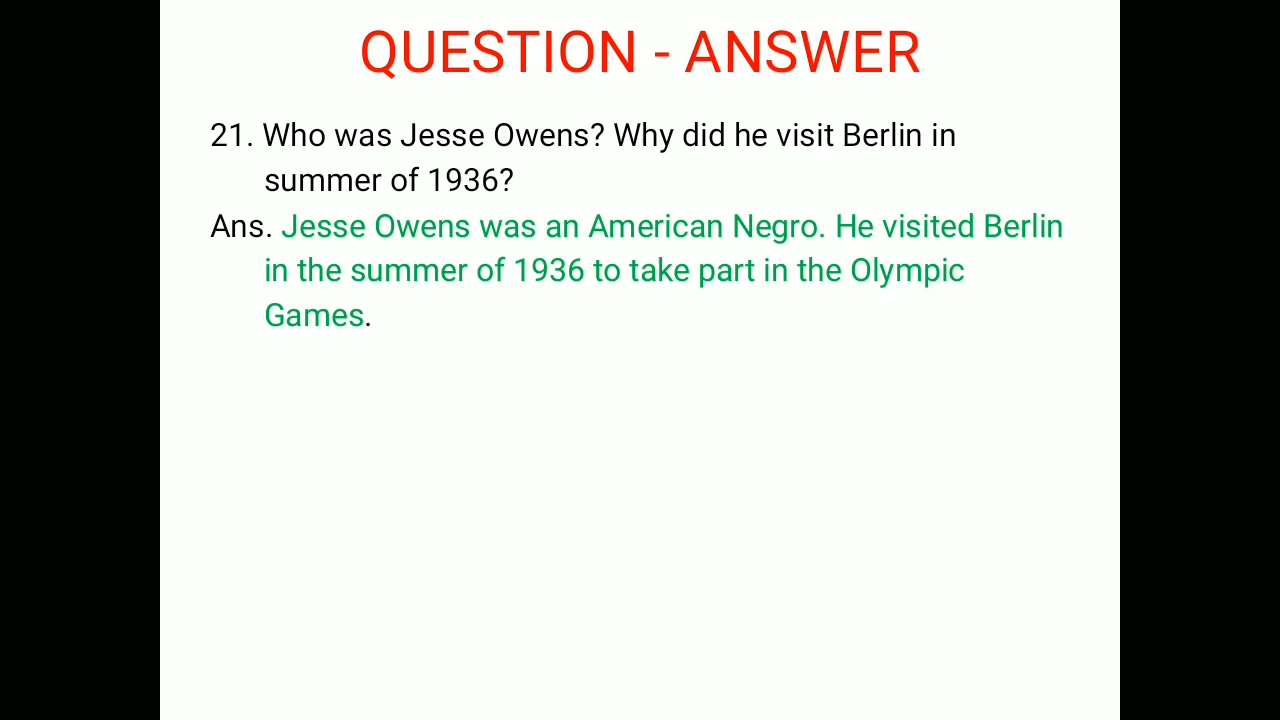 QUESTION - ANSWER
21. Who was Jesse Owens? Why did he visit Berlin in
summer of 1936?
Ans. Jesse Owens was an American Negro. He visited Berlin
in the summer of 1936 to take part in the Olympic
Games.